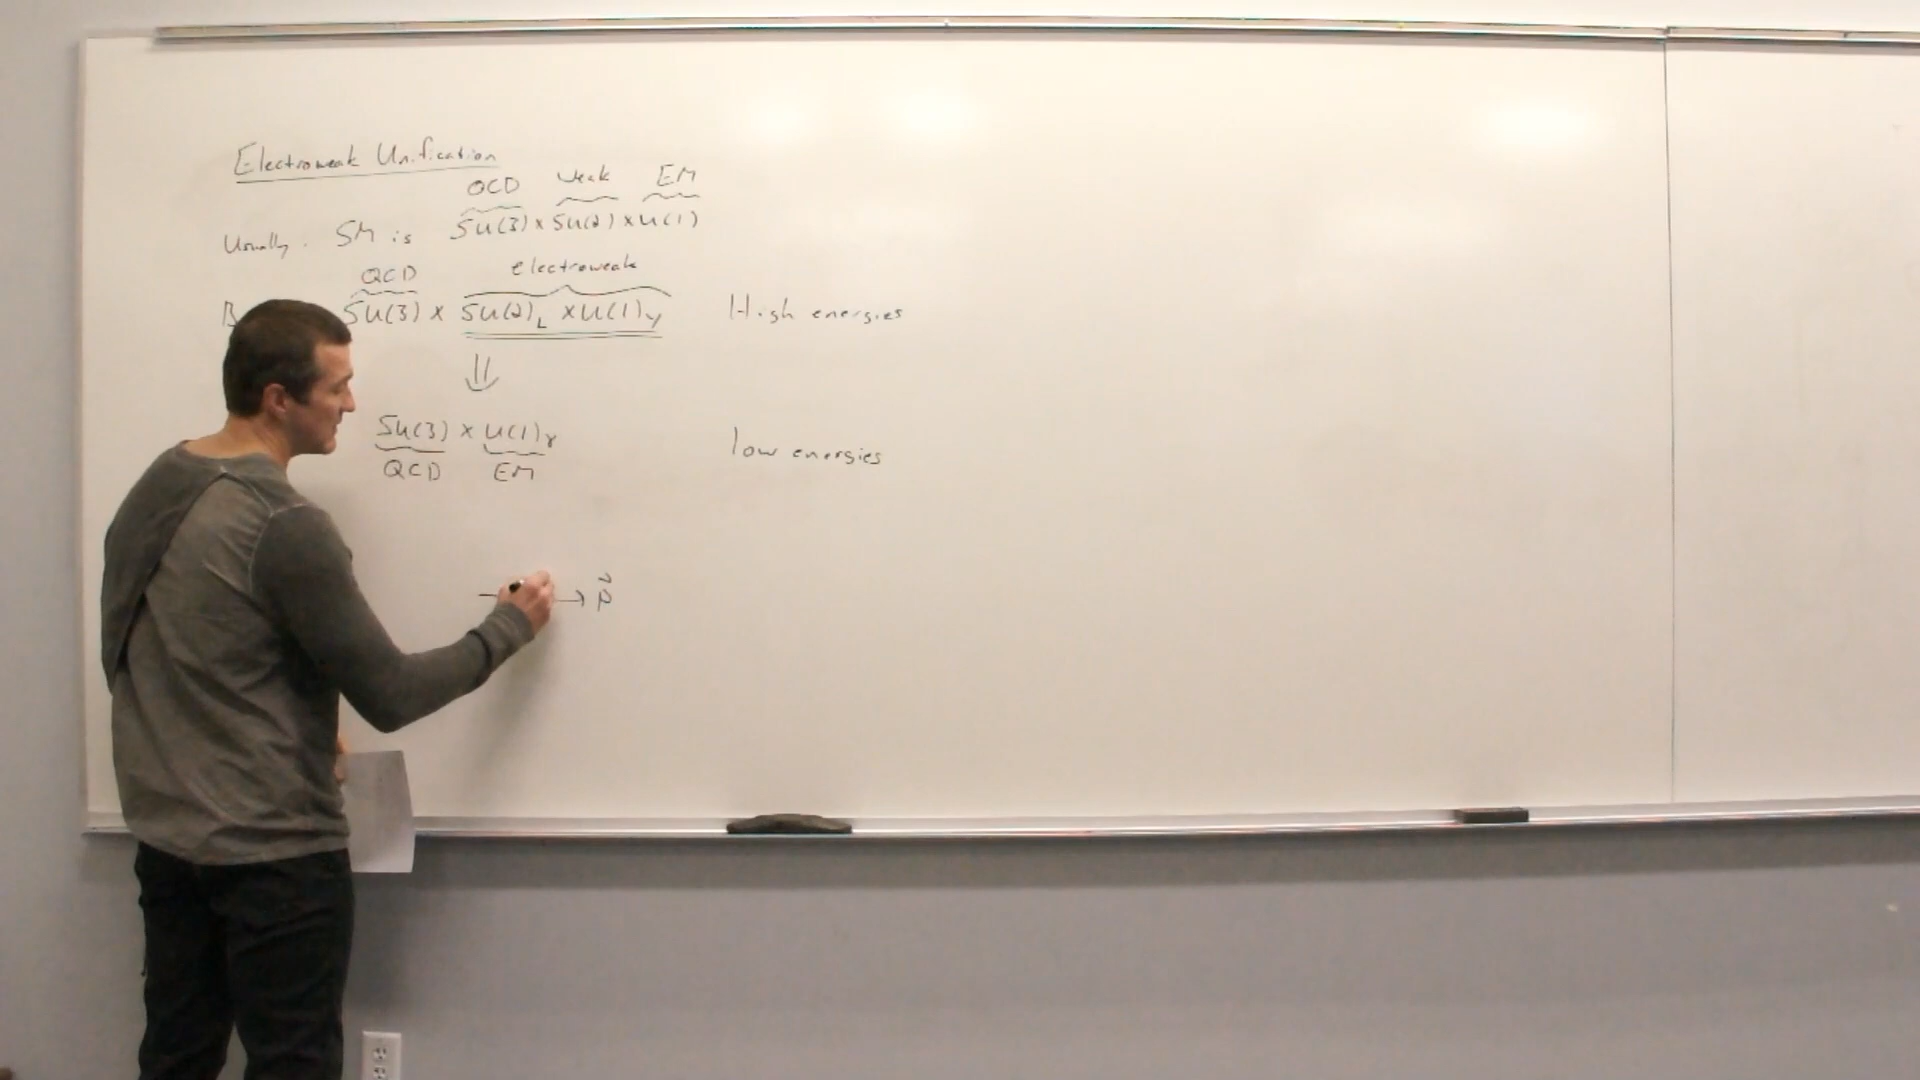 Electroweak Unification
QCD Weak EM
Usually. SM is SU(3) x SU(2) x U(1)
QCD electroweak
SU(3) x SU(2)_L x U(1)_Y High energies
⇓
SU(3) x U(1)_γ low energies
QCD EM
→ p⃗